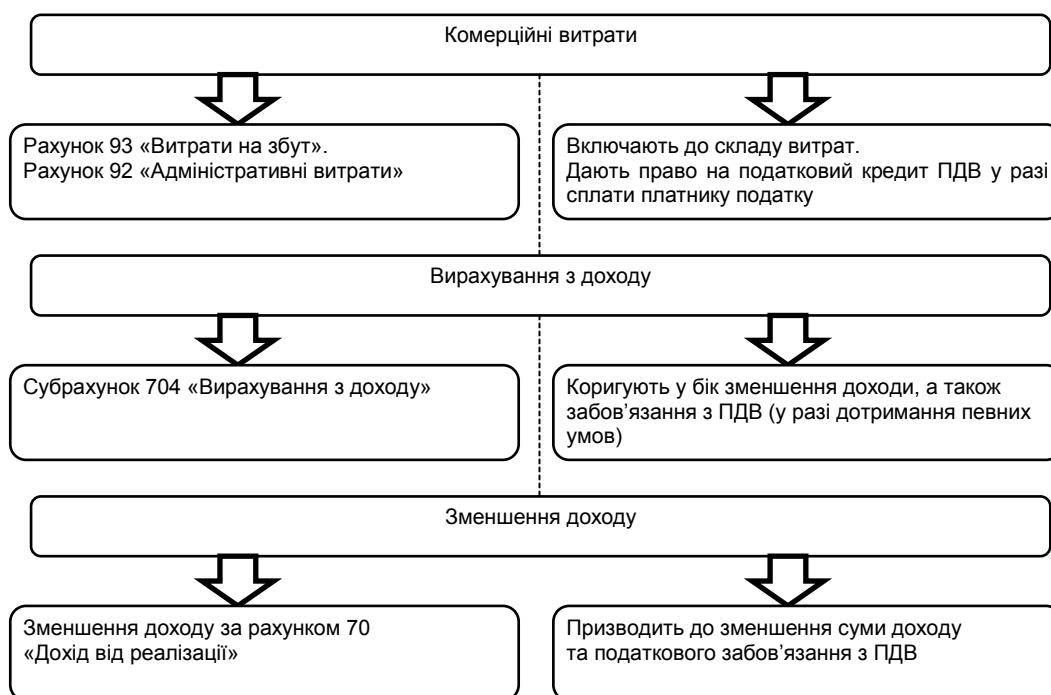 Комерційні витрати
Рахунок 93 «Витрати на збут».
Рахунок 92 «Адміністративні витрати»
Включають до складу витрат.
Дають право на податковий кредит ПДВ у разі
сплати платнику податку
Вирахування з доходу
Субрахунок 704 «Вирахування з доходу»
Коригують у бік зменшення доходи, а також
забов’язання з ПДВ (у разі дотримання певних
умов)
Зменшення доходу
Зменшення доходу за рахунком 70
«Дохід від реалізації»
Призводить до зменшення суми доходу
та податкового забов’язання з ПДВ